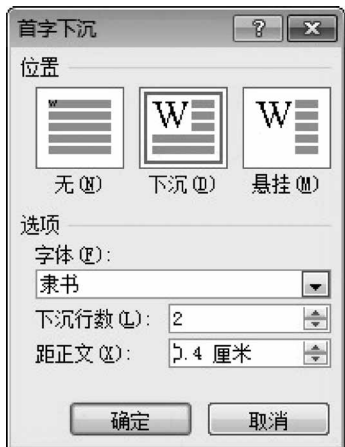 首字下沉
位置
W W W
无(N) 下沉(D) 悬挂(M)
选项
字体(F):
隶书
下沉行数(L): 2
距正文(X): 0.4 厘米
确定 取消